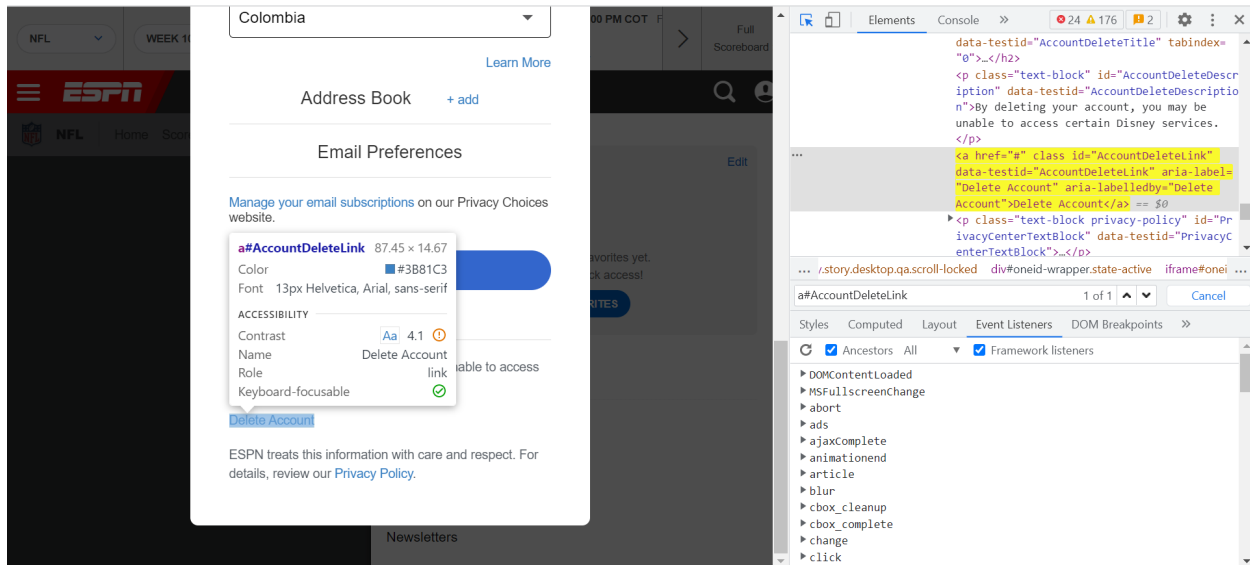 Colombia
00 PM COT
F
NFL
WEEK 10
Full
Scoreboard
Learn More
ESPN
Address Book
+ add
NFL
Home
Scor
Email Preferences
Edit
Manage your email subscriptions on our Privacy Choices
website.
a#AccountDeleteLink 87.45 × 14.67
Color #3B81C3
Font 13px Helvetica, Arial, sans-serif
ACCESSIBILITY
Contrast Aa 4.1
Name Delete Account
Role link
Keyboard-focusable
avorites yet.
ck access!
RITES
able to access
Delete Account
ESPN treats this information with care and respect. For
details, review our Privacy Policy.
Newsletters
Elements Console » 24 176 2
data-testid="AccountDeleteTitle" tabindex=
"0">…</h2>
<p class="text-block" id="AccountDeleteDescr
iption" data-testid="AccountDeleteDescriptio
n">By deleting your account, you may be
unable to access certain Disney services.
</p>
<a href="#" class id="AccountDeleteLink"
data-testid="AccountDeleteLink" aria-label=
"Delete Account" aria-labelledby="Delete
Account">Delete Account</a> == $0
<p class="text-block privacy-policy" id="Pr
ivacyCenterTextBlock" data-testid="PrivacyC
enterTextBlock">…</p>
... y.story.desktop.qa.scroll-locked div#oneid-wrapper.state-active iframe#onei ...
a#AccountDeleteLink 1 of 1 Cancel
Styles Computed Layout Event Listeners DOM Breakpoints »
Ancestors All Framework listeners
DOMContentLoaded
MSFullscreenChange
abort
ads
ajaxComplete
animationend
article
blur
cbox_cleanup
cbox_complete
change
click